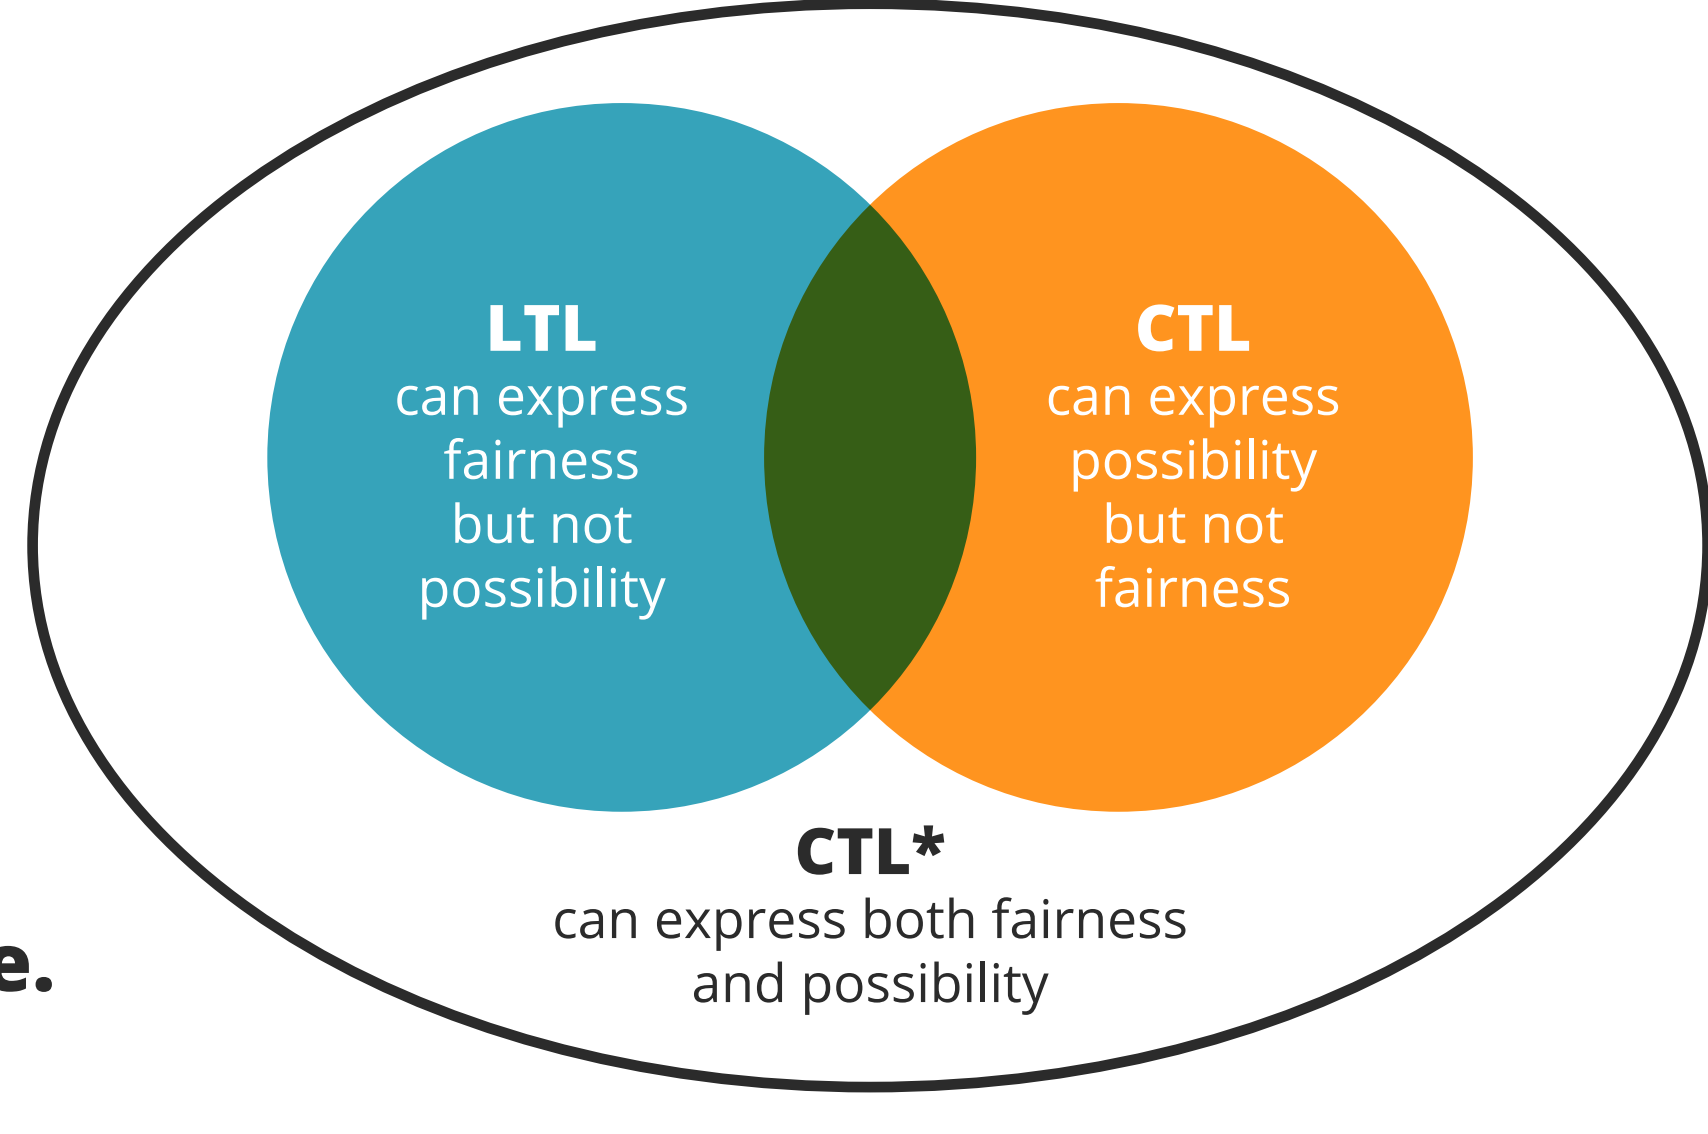 LTL
can express
fairness
but not
possibility
CTL
can express
possibility
but not
fairness
CTL*
can express both fairness
and possibility
e.